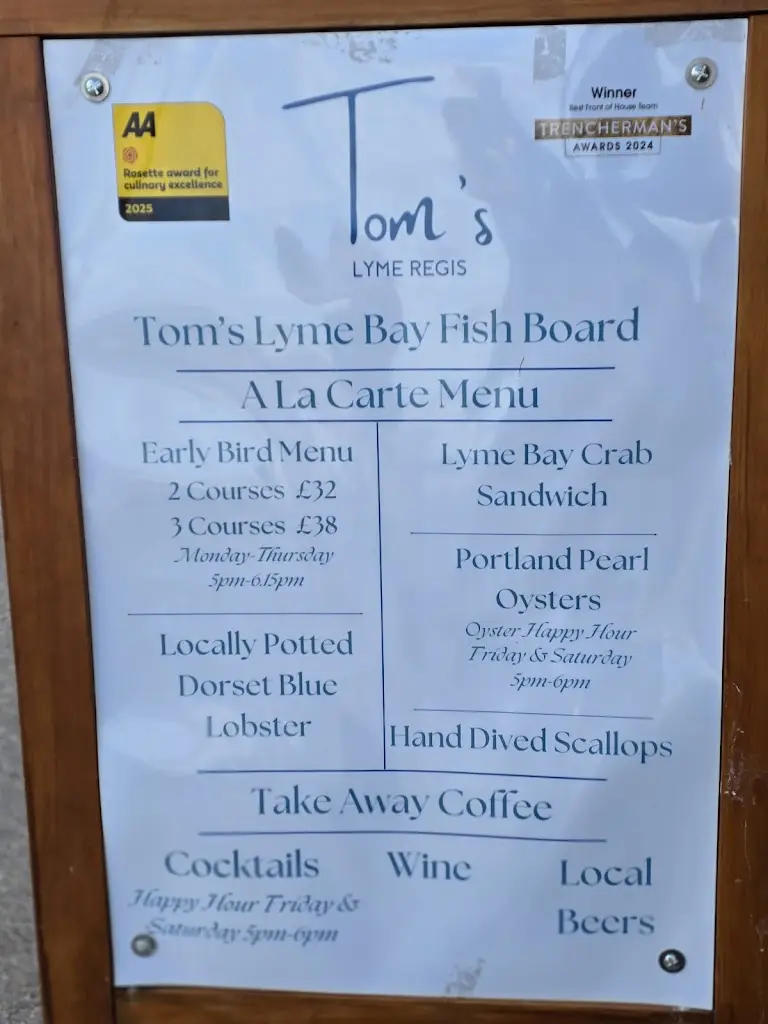 AA
Rosette award for
culinary excellence
2025
Winner
Best Front of House Team
TRENCHERMAN'S
AWARDS 2024
Tom's
LYME REGIS
Tom's Lyme Bay Fish Board
A La Carte Menu
Early Bird Menu
2 Courses £32
3 Courses £38
Monday-Thursday
5pm-6.15pm
Locally Potted
Dorset Blue
Lobster
Lyme Bay Crab
Sandwich
Portland Pearl
Oysters
Oyster Happy Hour
Friday & Saturday
5pm-6pm
Hand Dived Scallops
Take Away Coffee
Cocktails
Happy Hour Friday &
Saturday 5pm-6pm
Wine
Local
Beers